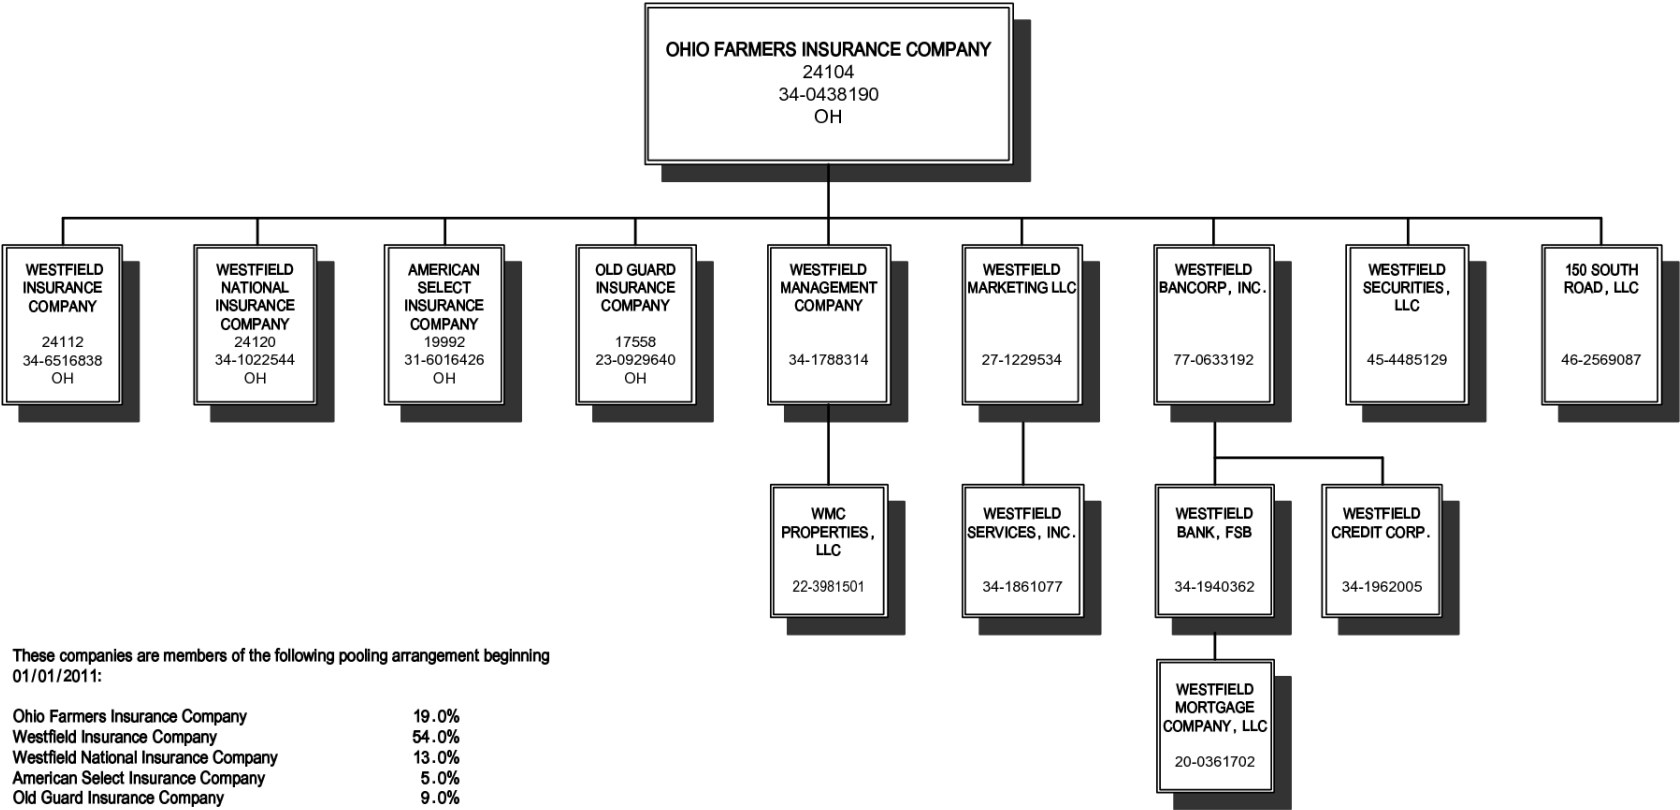 OHIO FARMERS INSURANCE COMPANY
24104
34-0438190
OH
WESTFIELD
INSURANCE
COMPANY
24112
34-6516838
OH
WESTFIELD
NATIONAL
INSURANCE
COMPANY
24120
34-1022544
OH
AMERICAN
SELECT
INSURANCE
COMPANY
19992
31-6016426
OH
OLD GUARD
INSURANCE
COMPANY
17558
23-0929640
OH
WESTFIELD
MANAGEMENT
COMPANY
34-1788314
WESTFIELD
MARKETING LLC
27-1229534
WESTFIELD
BANCORP, INC.
77-0633192
WESTFIELD
SECURITIES,
LLC
45-4485129
150 SOUTH
ROAD, LLC
46-2569087
WMC
PROPERTIES,
LLC
22-3981501
WESTFIELD
SERVICES, INC.
34-1861077
WESTFIELD
BANK, FSB
34-1940362
WESTFIELD
CREDIT CORP.
34-1962005
WESTFIELD
MORTGAGE
COMPANY, LLC
20-0361702
These companies are members of the following pooling arrangement beginning
01/01/2011:
Ohio Farmers Insurance Company 19.0%
Westfield Insurance Company 54.0%
Westfield National Insurance Company 13.0%
American Select Insurance Company 5.0%
Old Guard Insurance Company 9.0%